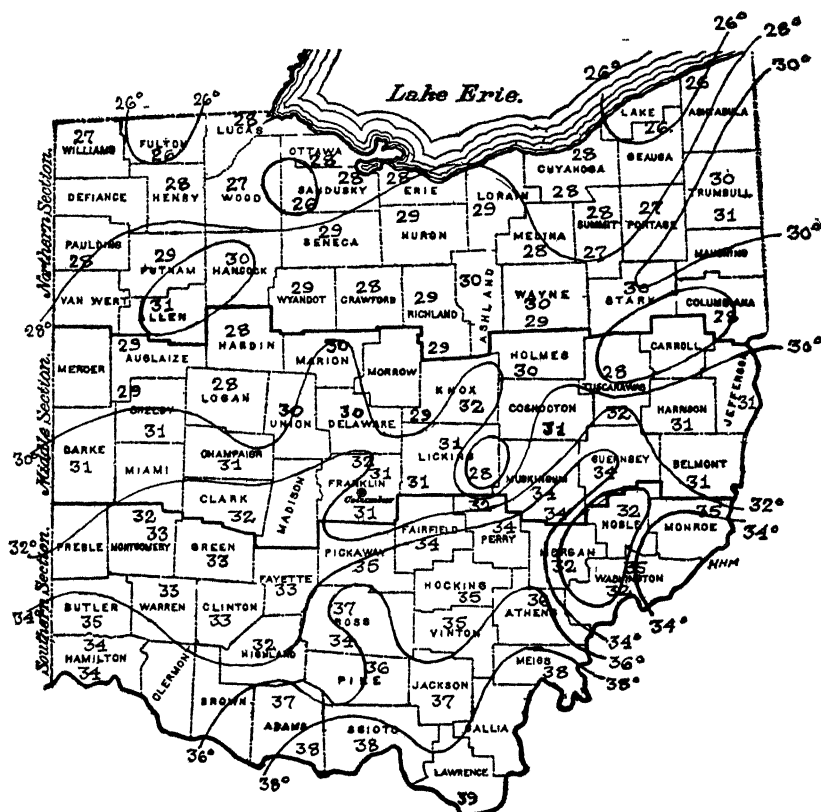 26° 28° 30°
26° 26° 26°
Lake Erie.
28 LUCAS
27 WILLIAMS
FULTON 26
OTTAWA 28
LAKE 26
26 ASHTABULA
GEAUGA
28 CUYAHOGA 28
DEFIANCE
28 HENRY
27 WOOD
28 SANDUSKY 26
28 ERIE
LORAIN 29
30 TRUMBULL 31
29 SENECA
29 HURON
MEDINA 28
28 SUMMIT 27
27 PORTAGE
MAHONING
30°
Northern Section.
PAULDING 28
29 PUTNAM
30 HANCOCK
VAN WERT
31 ALLEN
29 WYANDOT
28 CRAWFORD
29 RICHLAND 29
30 ASHLAND
WAYNE 30 29
30 STARK
COLUMBIANA 29
28°
MERCER
29 AUGLAIZE
28 HARDIN
30 MARION
MORROW
HOLMES 30
28 TUSCARAWAS
CARROLL
30°
JEFFERSON 31
29 SHELBY 31
28 LOGAN
30 UNION
30 DELAWARE
KNOX 32
29
COSHOCTON 31
32
HARRISON 31
Middle Section.
30°
DARKE 31
MIAMI
CHAMPAIGN 31
32 31
FRANKLIN 31
Columbus
31 LICKING 31 28
MUSKINGUM 34 34
32
GUERNSEY 34
BELMONT 31
CLARK 32
MADISON
32°
34°
32°
PREBLE
32 33 MONTGOMERY
GREEN 33
PICKAWAY 35
FAIRFIELD 34
34 PERRY
MORGAN 32
32 NOBLE
35 MONROE
NHM
FAYETTE 33
HOCKING 35
35 WASHINGTON 32
34°
BUTLER 35
33 WARREN
CLINTON 33
37 ROSS 34
35 VINTON
36 ATHENS
34°
34°
36°
38°
Southern Section.
34 HAMILTON 34
CLERMONT
32 HIGHLAND
36 PIKE
JACKSON 37
MEIGS 38
BROWN
37 ADAMS 38
SCIOTO 38
GALLIA
36°
38°
LAWRENCE 39